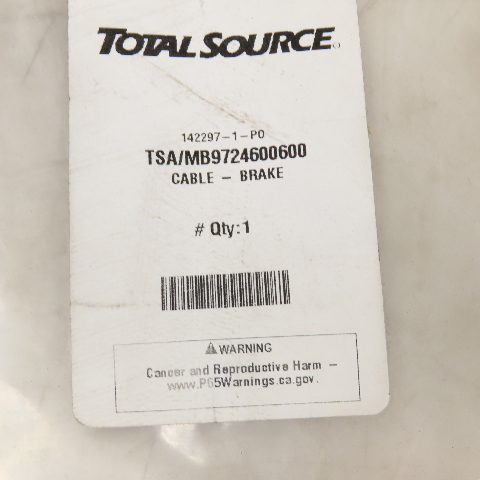 TOTAL SOURCE
142297-1-PO
TSA/MB9724600600
CABLE - BRAKE
# Qty:1
WARNING
Cancer and Reproductive Harm -
www.P65Warnings.ca.gov.